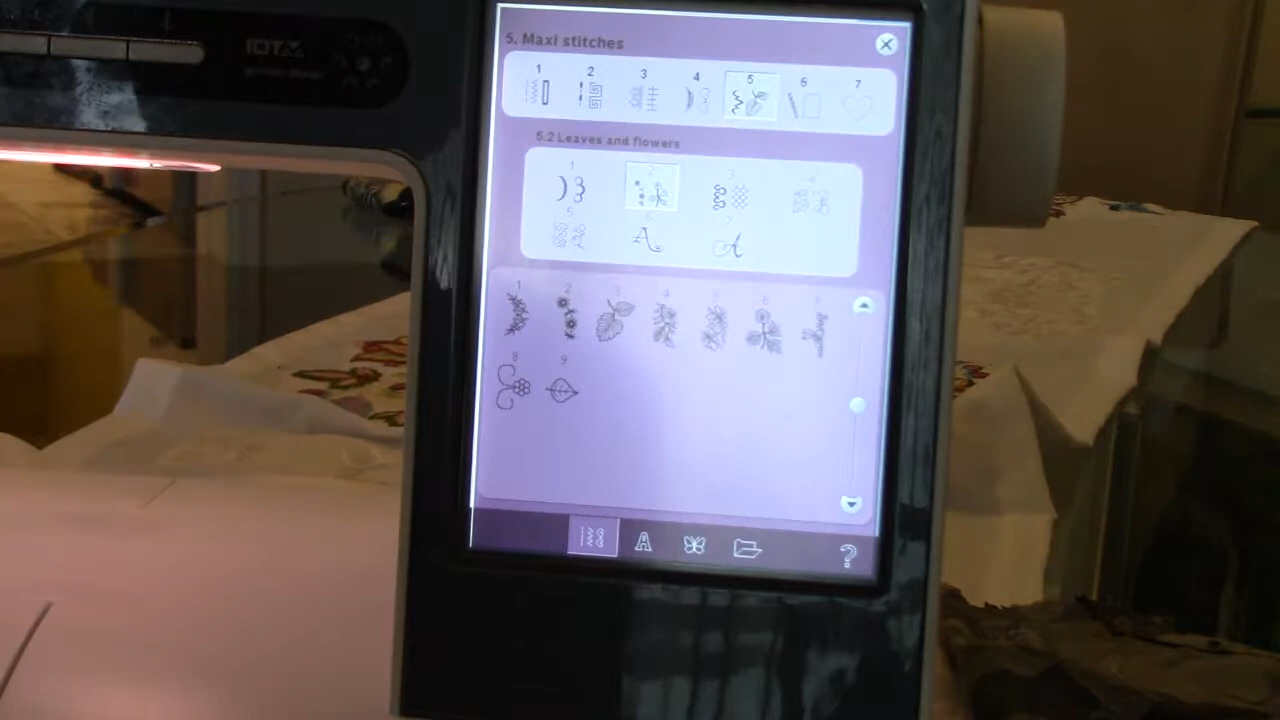 IDT
5. Maxi stitches
1 2 3 4 5 6 7
5.2 Leaves and flowers
1 2 3 4
5 6 7
A A
1 2 3 4 5 6 7
8 9
A ?